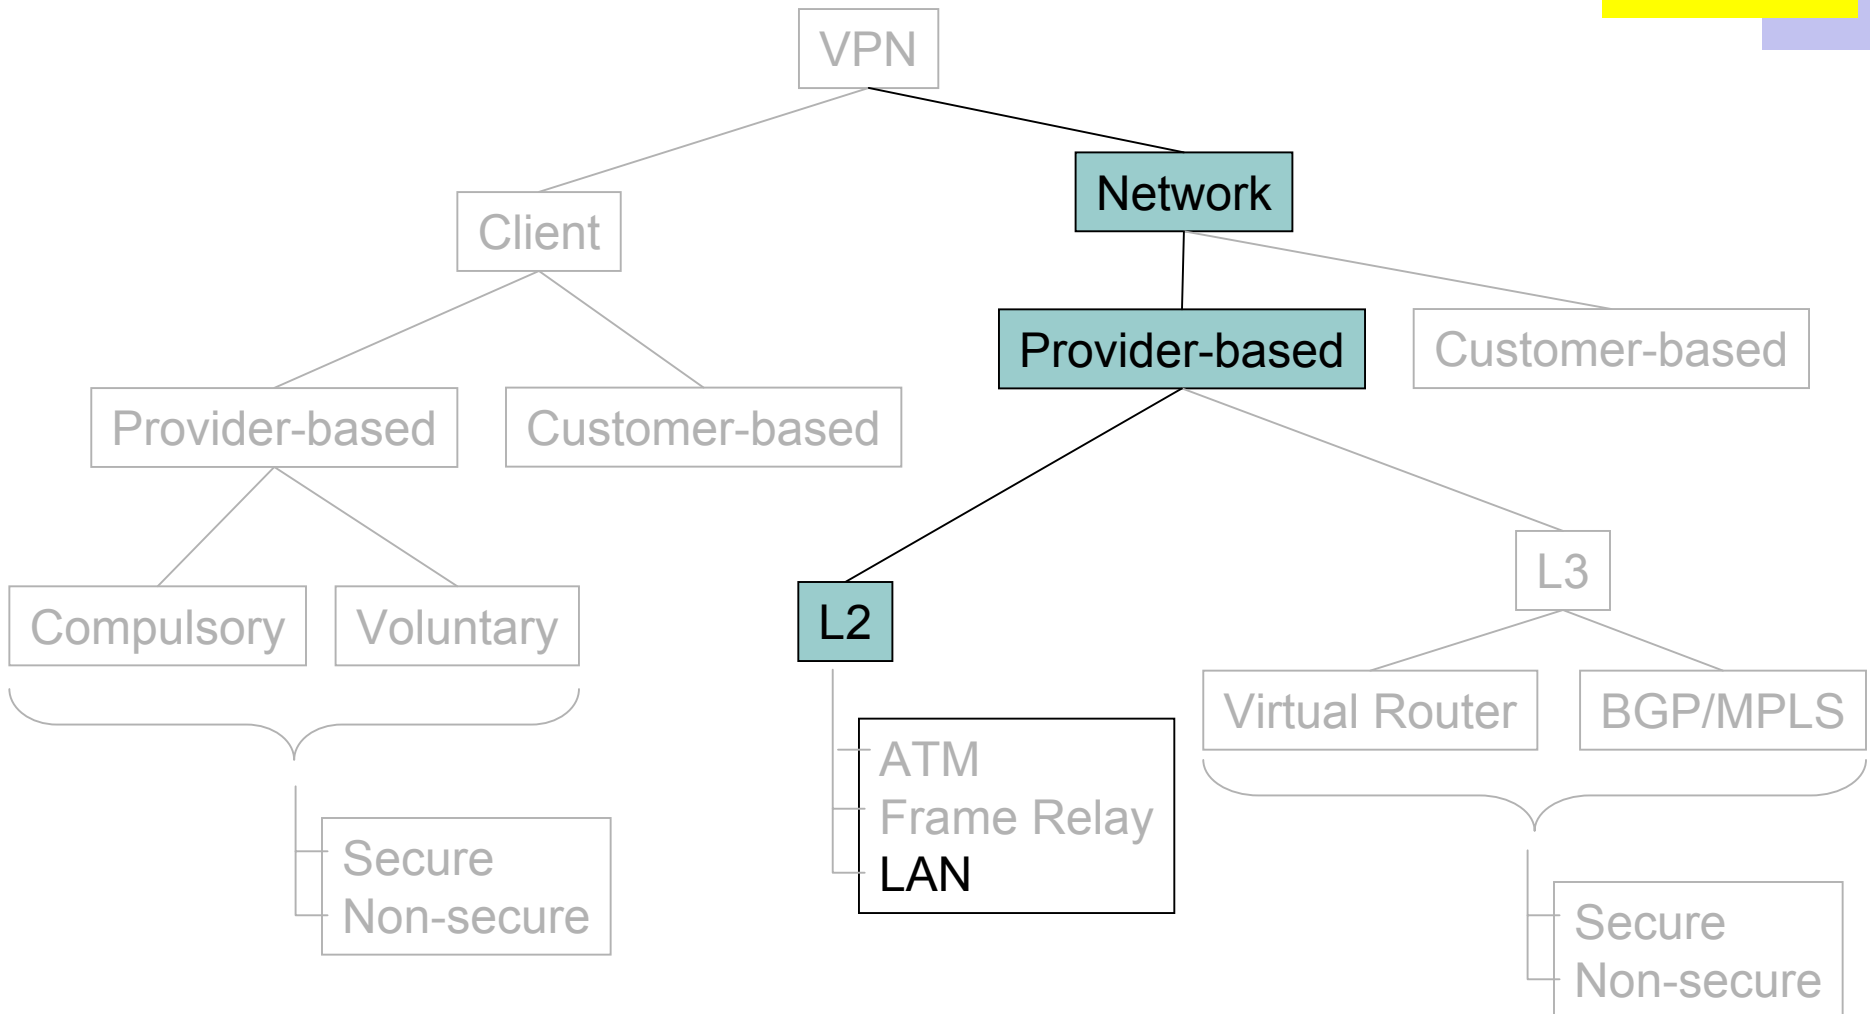 VPN
Network
Client
Provider-based
Customer-based
Provider-based
Customer-based
L3
L2
Compulsory
Voluntary
Virtual Router
BGP/MPLS
ATM
Frame Relay
LAN
Secure
Non-secure
Secure
Non-secure